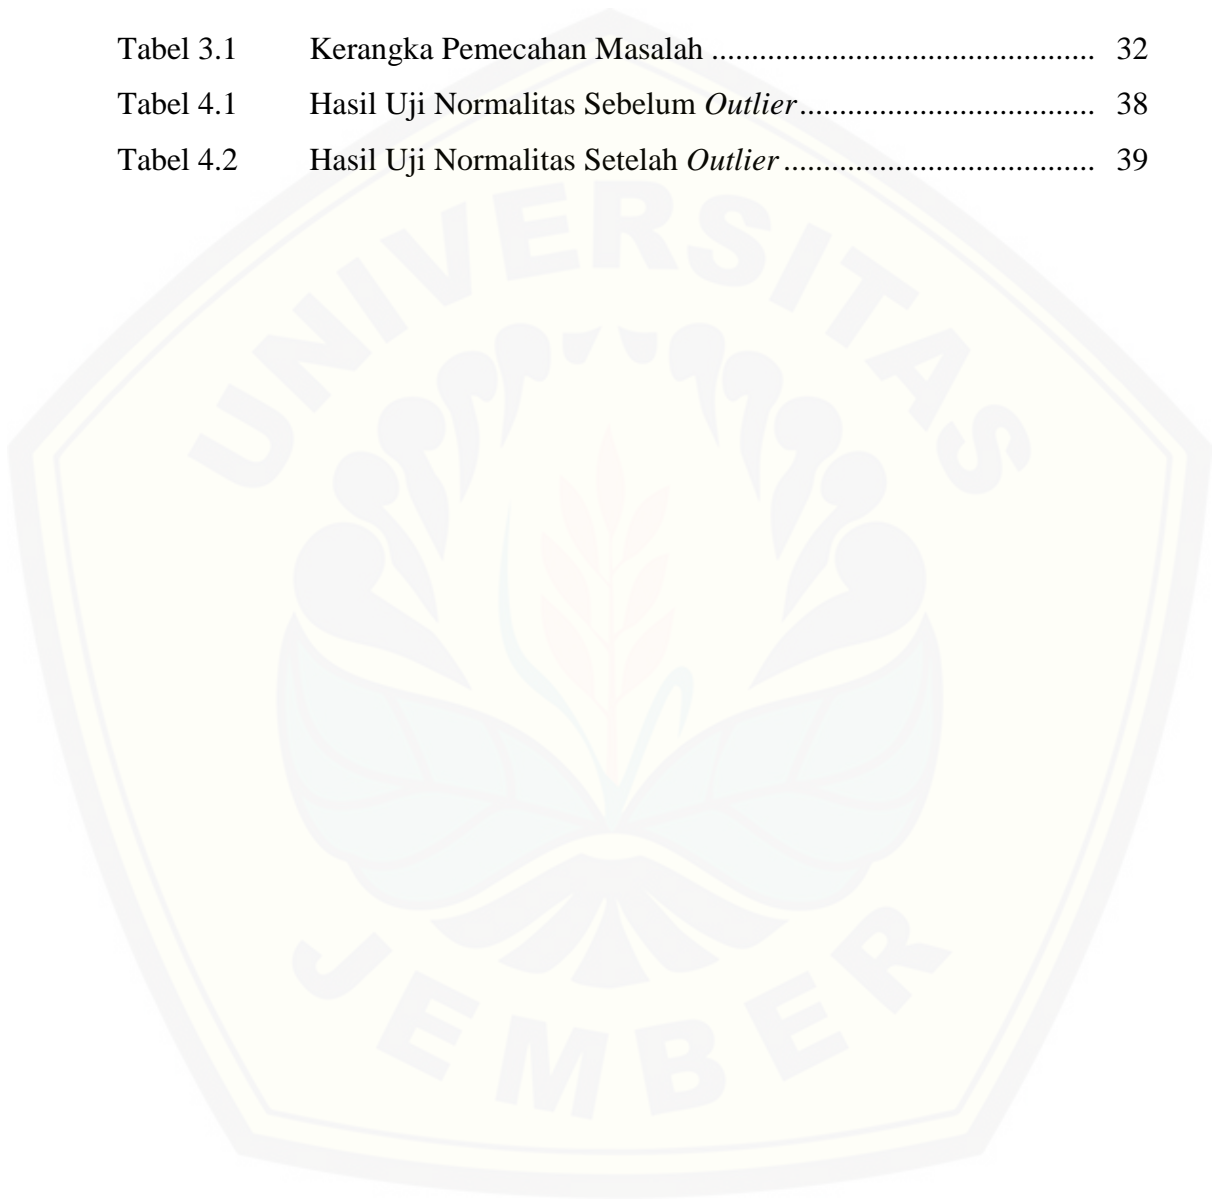 Tabel 3.1 Kerangka Pemecahan Masalah ................................................ 32
Tabel 4.1 Hasil Uji Normalitas Sebelum Outlier ..................................... 38
Tabel 4.2 Hasil Uji Normalitas Setelah Outlier ....................................... 39
UNIVERSITAS
JEMBER